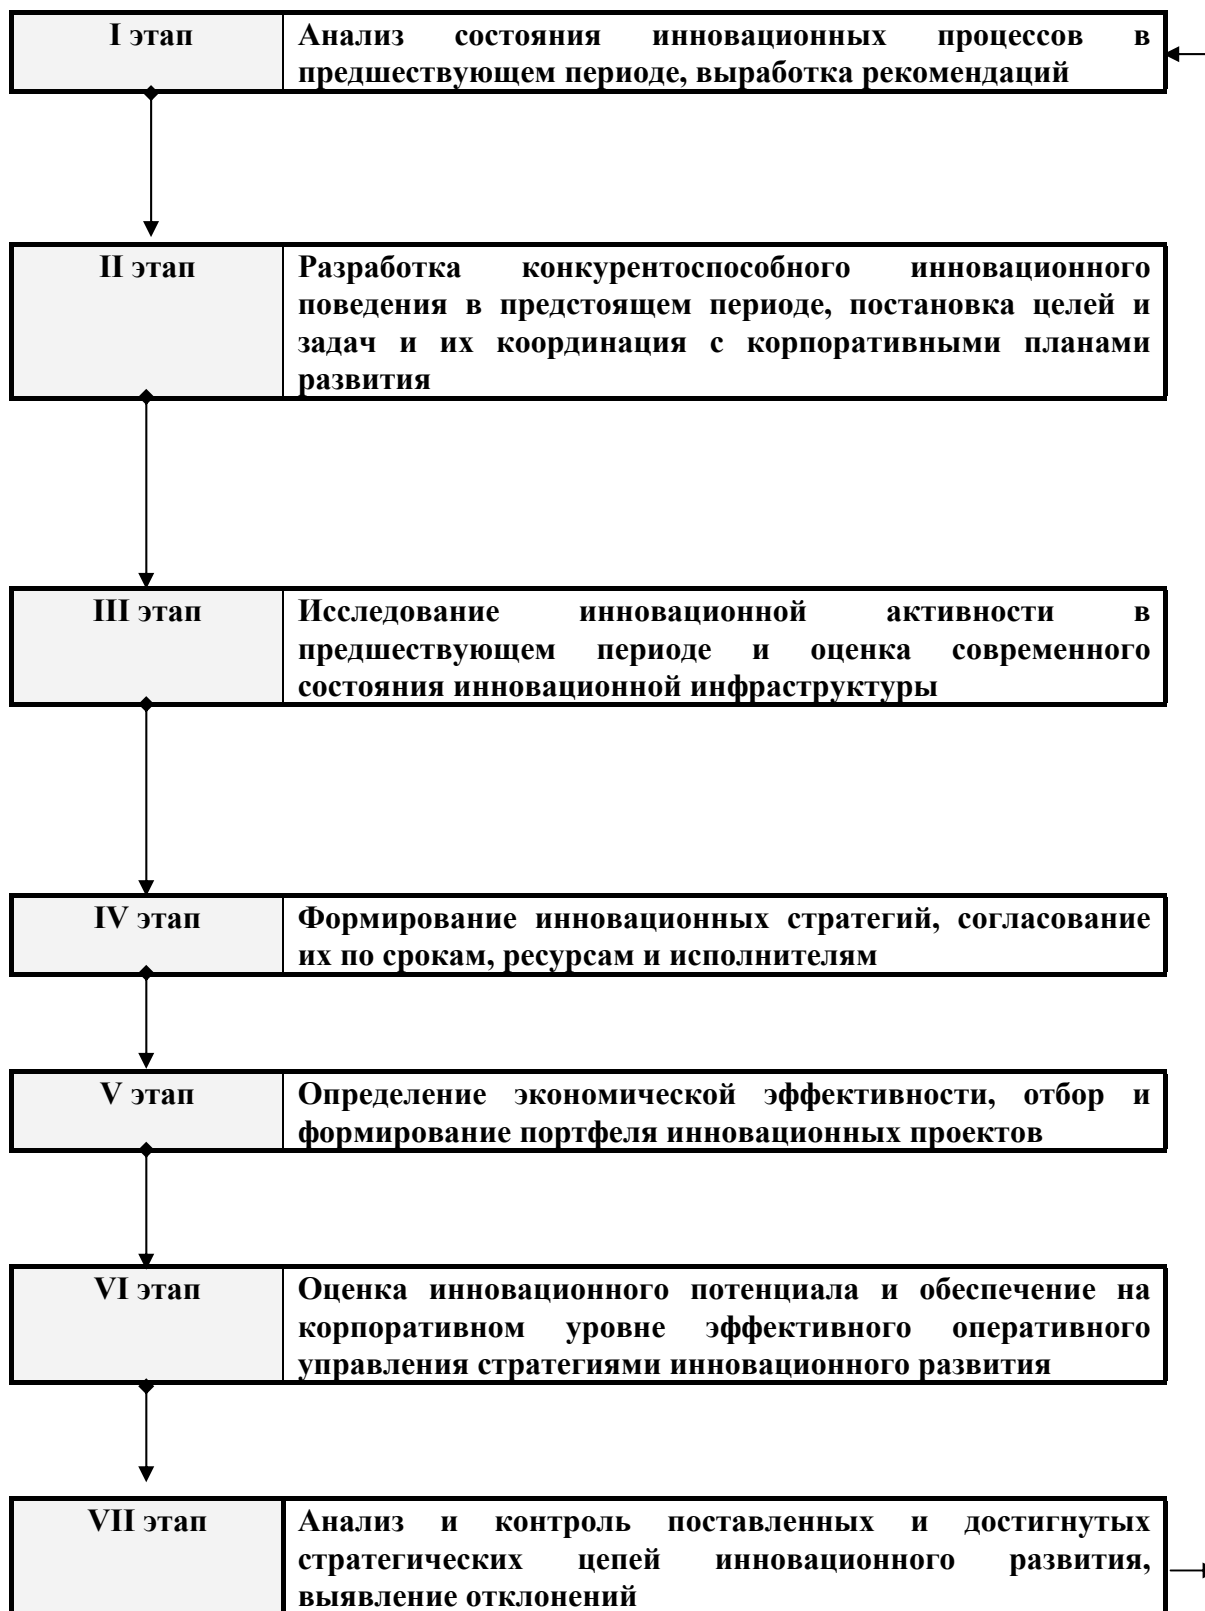 I этап
Анализ состояния инновационных процессов в
предшествующем периоде, выработка рекомендаций
II этап
Разработка конкурентоспособного инновационного
поведения в предстоящем периоде, постановка целей и
задач и их координация с корпоративными планами
развития
III этап
Исследование инновационной активности в
предшествующем периоде и оценка современного
состояния инновационной инфраструктуры
IV этап
Формирование инновационных стратегий, согласование
их по срокам, ресурсам и исполнителям
V этап
Определение экономической эффективности, отбор и
формирование портфеля инновационных проектов
VI этап
Оценка инновационного потенциала и обеспечение на
корпоративном уровне эффективного оперативного
управления стратегиями инновационного развития
VII этап
Анализ и контроль поставленных и достигнутых
стратегических цепей инновационного развития,
выявление отклонений